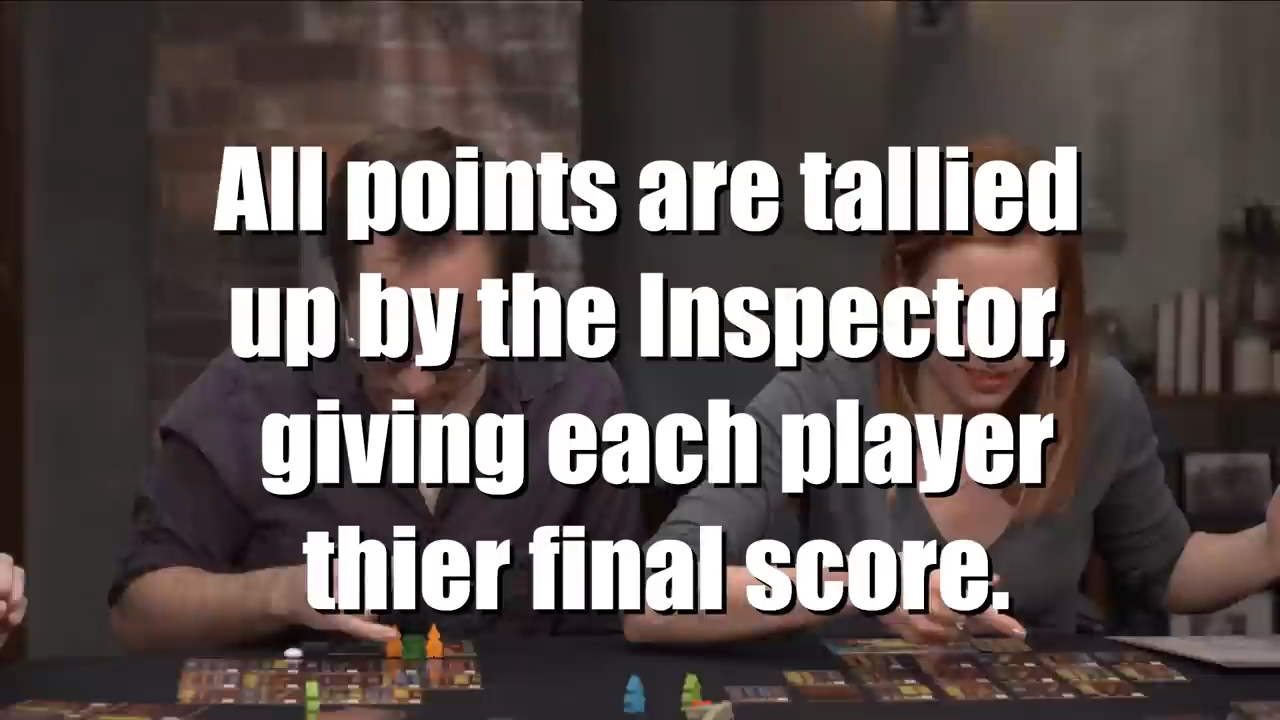 All points are tallied
up by the Inspector,
giving each player
thier final score.